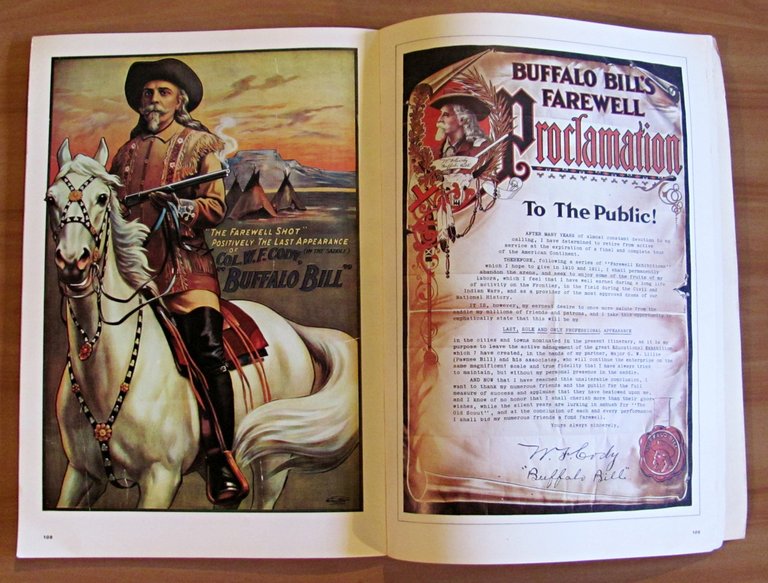 "THE FAREWELL SHOT"
POSITIVELY THE LAST APPEARANCE
OF (IN THE SADDLE)
COL. W. F. CODY,
"BUFFALO BILL"
108
BUFFALO BILL'S
FAREWELL
Proclamation
To The Public!
AFTER MANY YEARS of almost constant devotion to my
calling, I have determined to retire from active
service at the expiration of a final and complete tour
of the American Continent.
THEREFORE, following a series of "Farewell Exhibitions"
which I hope to give in 1910 and 1911, I shall permanently
abandon the arena, and seek to enjoy some of the fruits of my
labors, which I feel that I have well earned during a long life
of activity on the Frontier, in the field during the Civil and
Indian Wars, and as a provider of the most approved drama of our
National History.
IT IS, however, my earnest desire to once more salute from the
saddle my millions of friends and patrons, and I take this opportunity to
emphatically state that this will be my
LAST, SOLE AND ONLY PROFESSIONAL APPEARANCE
in the cities and towns nominated in the present itinerary, as it is my
purpose to leave the active management of the great Educational Exhibition
which I have created, in the hands of my partner, Major G. W. Lillie
(Pawnee Bill) and his associates, who will continue the enterprise on the
same magnificent scale and true fidelity that I have always tried
to maintain, but without my personal presence in the saddle.
AND NOW that I have reached this unalterable conclusion, I
want to thank my numerous friends and the public for the full
measure of success and applause that they have bestowed upon me,
and I know of no honor that I shall cherish more than their good
wishes, while the silent years are lurking in ambush for "The
Old Scout", and at the conclusion of each and every performance
I shall bid my numerous friends a fond farewell.
Yours always sincerely,
W. F. Cody
"Buffalo Bill"